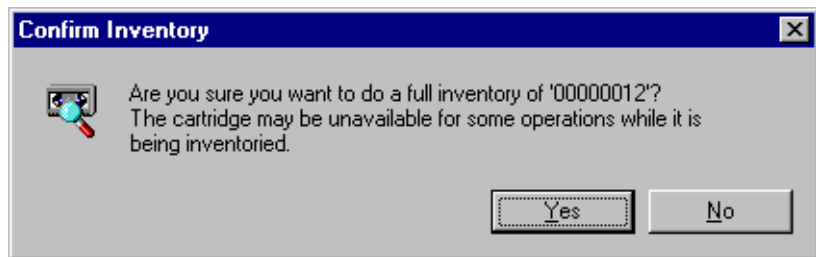 Confirm Inventory
Are you sure you want to do a full inventory of '00000012'?
The cartridge may be unavailable for some operations while it is
being inventoried.
Yes
No